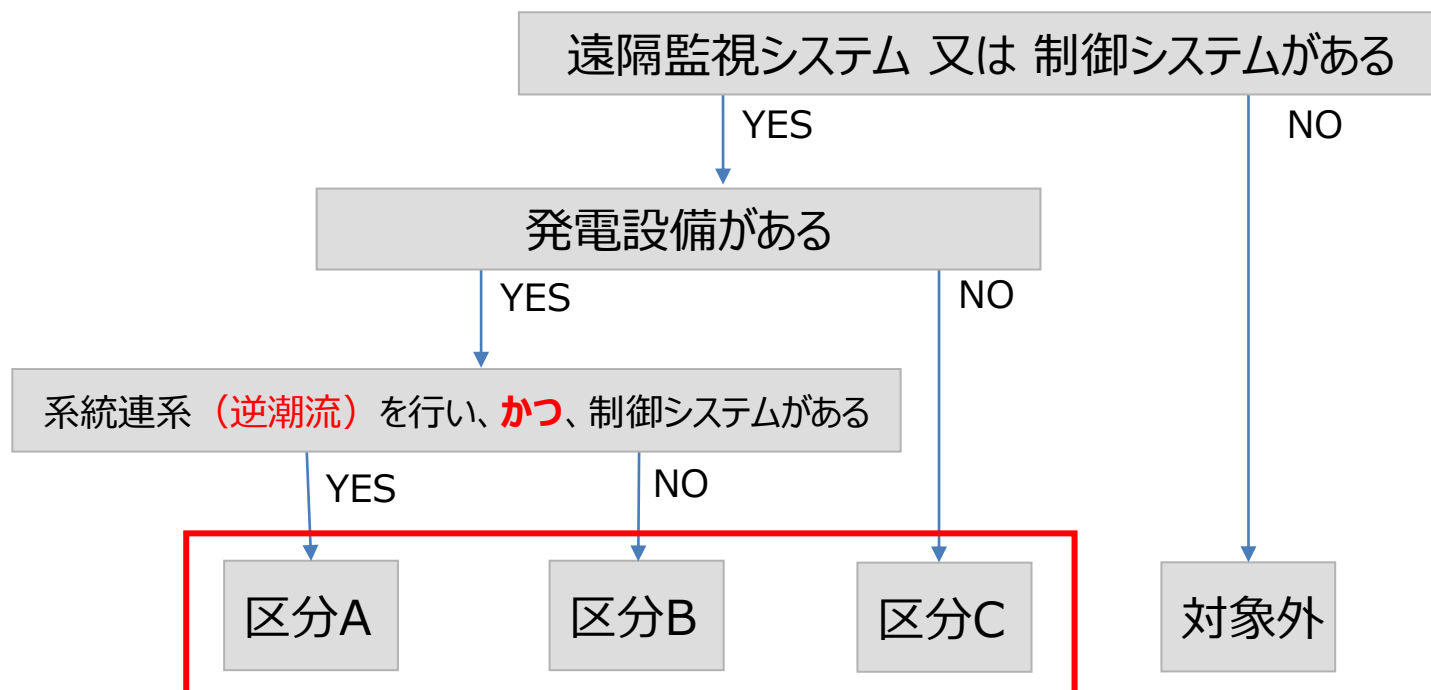 遠隔監視システム 又は 制御システムがある
YES
NO
発電設備がある
YES
NO
系統連系（逆潮流）を行い、かつ、制御システムがある
YES
NO
区分A
区分B
区分C
対象外